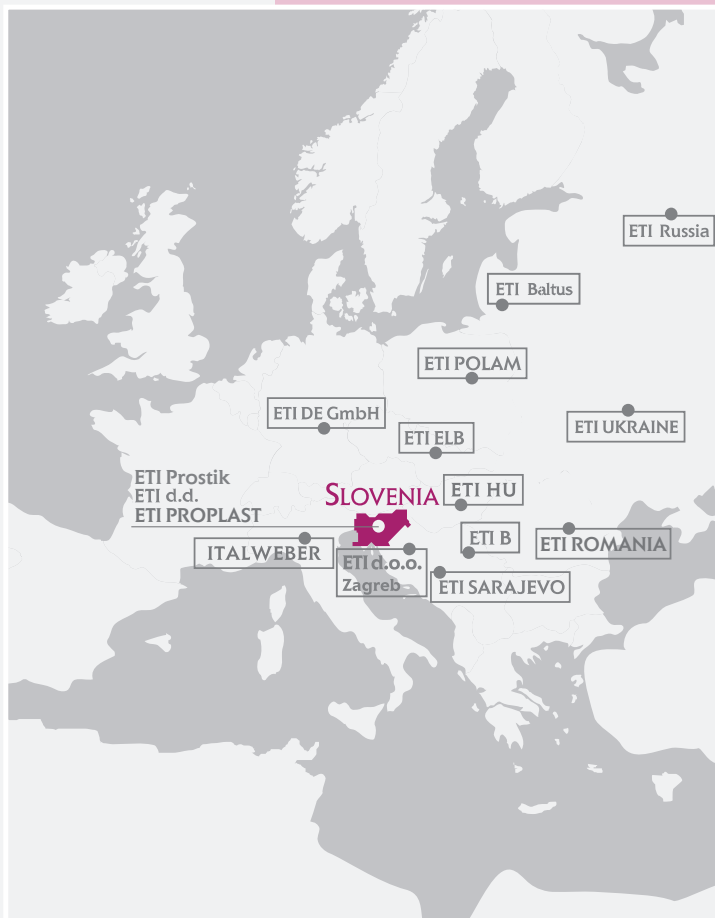 ETI Russia
ETI Baltus
ETI POLAM
ETI DE GmbH
ETI UKRAINE
ETI ELB
ETI Prostik
ETI d.d.
ETI PROPLAST
SLOVENIA
ETI HU
ETI B
ETI ROMANIA
ITALWEBER
ETI d.o.o.
Zagreb
ETI SARAJEVO